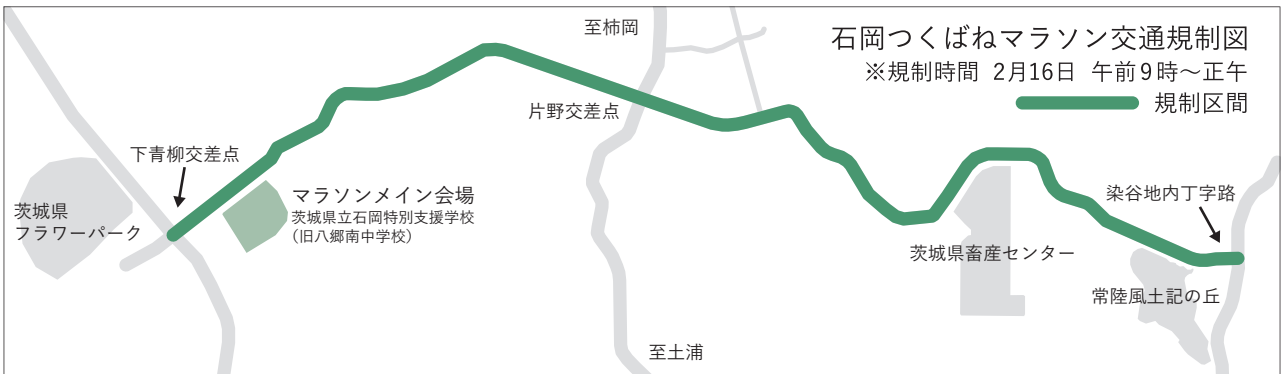 石岡つくばねマラソン交通規制図
※規制時間 2月16日 午前9時〜正午
規制区間
至柿岡
片野交差点
下青柳交差点
マラソンメイン会場
茨城県立石岡特別支援学校
(旧八郷南中学校)
茨城県
フラワーパーク
染谷地内丁字路
茨城県畜産センター
常陸風土記の丘
至土浦